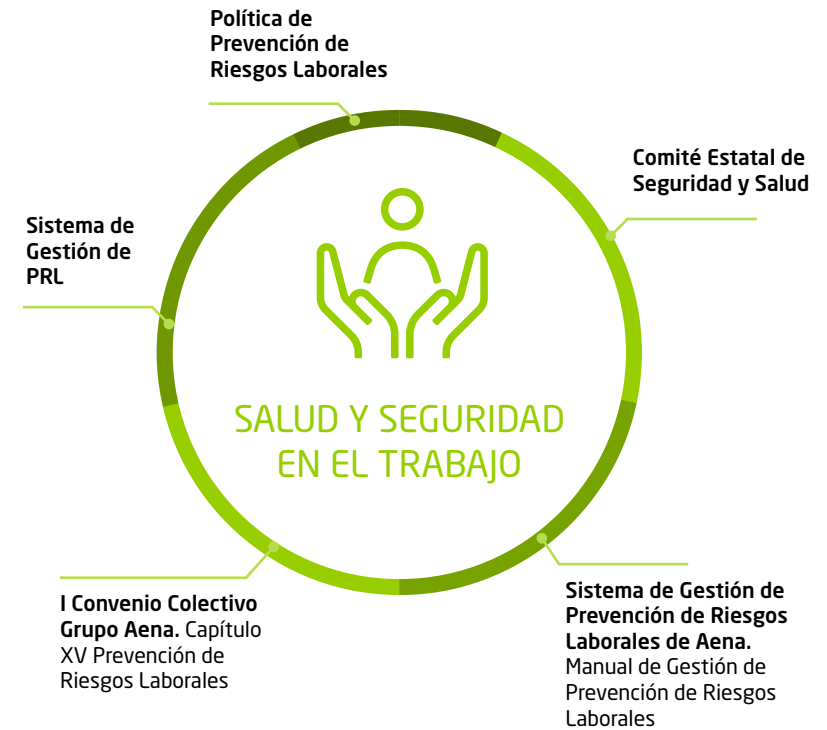 Política de
Prevención de
Riesgos Laborales
Comité Estatal de
Seguridad y Salud
Sistema de
Gestión de
PRL
SALUD Y SEGURIDAD
EN EL TRABAJO
I Convenio Colectivo
Grupo Aena. Capítulo
XV Prevención de
Riesgos Laborales
Sistema de Gestión de
Prevención de Riesgos
Laborales de Aena.
Manual de Gestión de
Prevención de Riesgos
Laborales